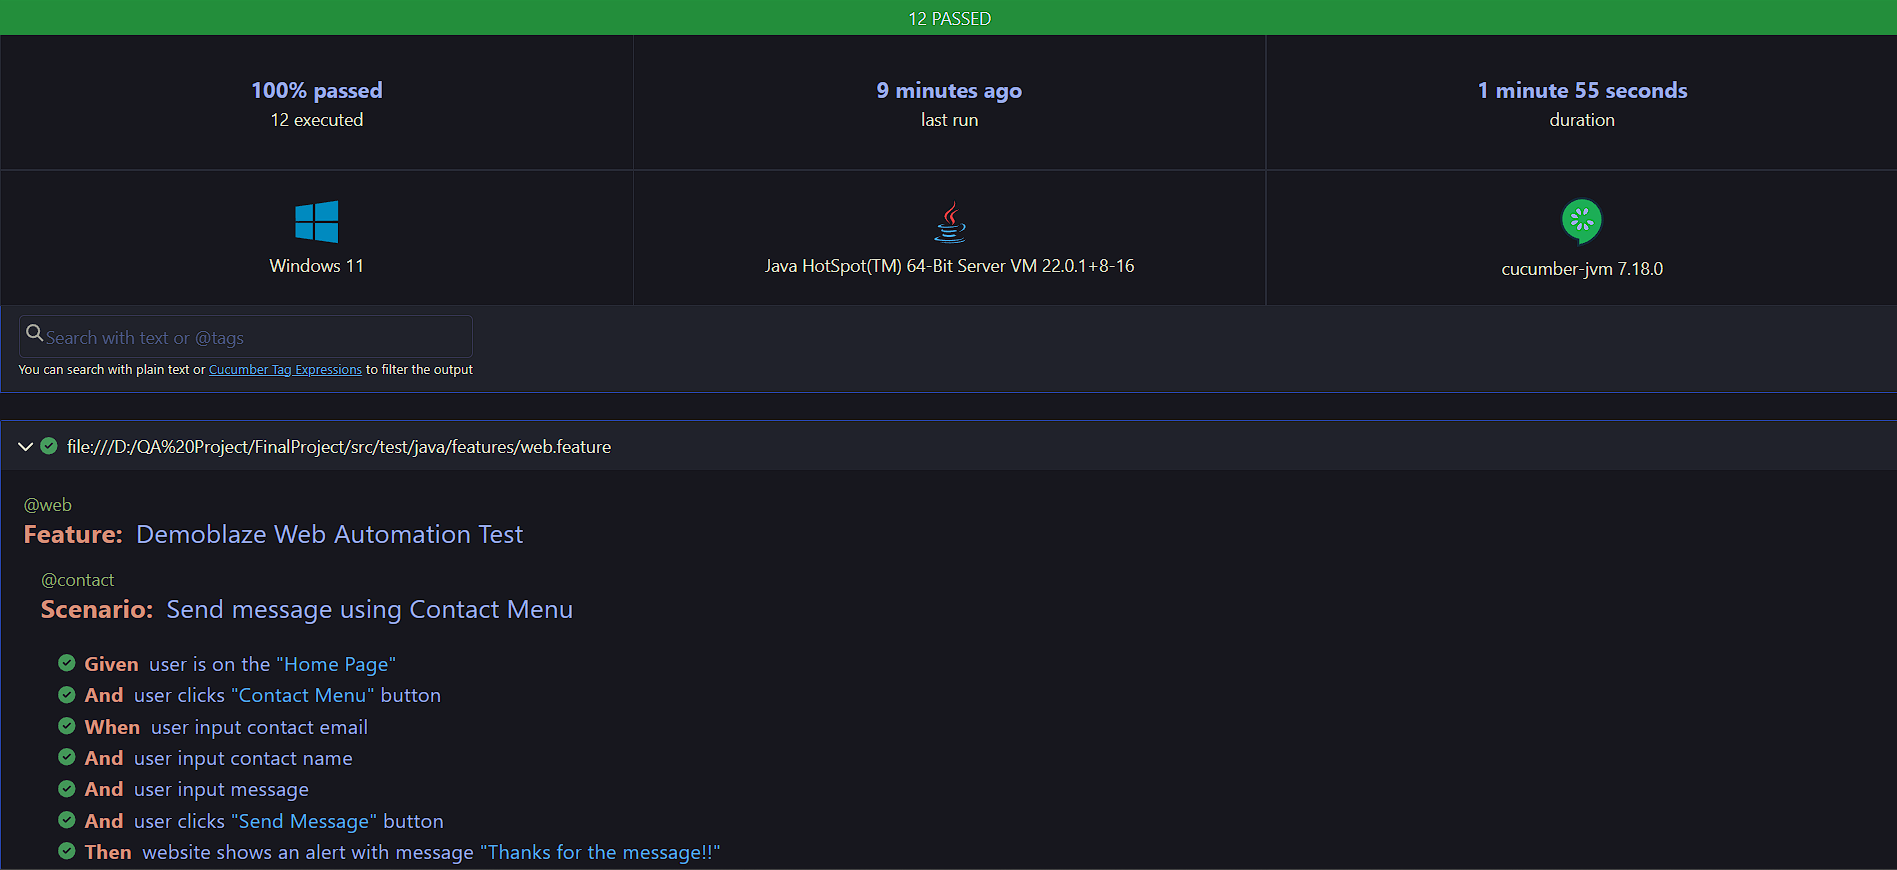 12 PASSED
100% passed
12 executed
9 minutes ago
last run
1 minute 55 seconds
duration
Windows 11
Java HotSpot(TM) 64-Bit Server VM 22.0.1+8-16
cucumber-jvm 7.18.0
Search with text or @tags
You can search with plain text or Cucumber Tag Expressions to filter the output
file:///D:/QA%20Project/FinalProject/src/test/java/features/web.feature
@web
Feature: Demoblaze Web Automation Test
@contact
Scenario: Send message using Contact Menu
Given user is on the "Home Page"
And user clicks "Contact Menu" button
When user input contact email
And user input contact name
And user input message
And user clicks "Send Message" button
Then website shows an alert with message "Thanks for the message!!"